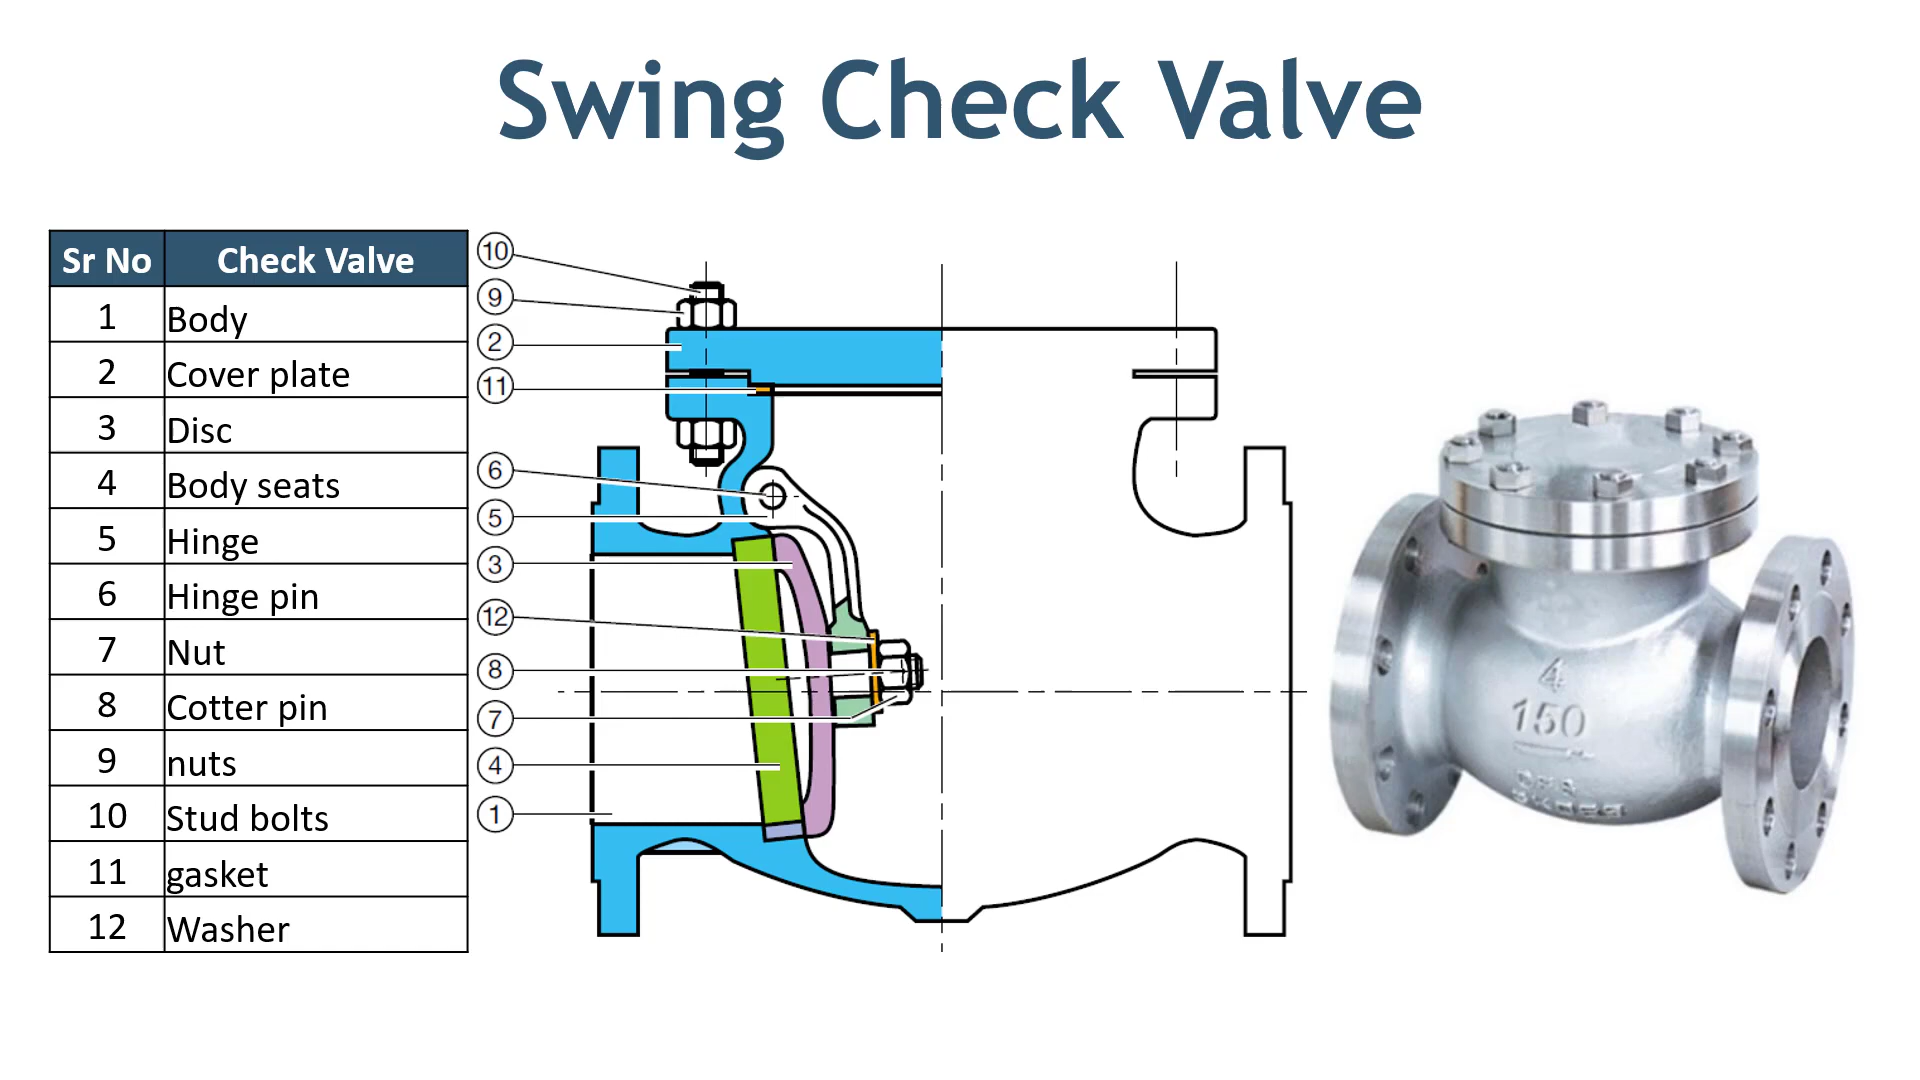 Swing Check Valve
Sr No Check Valve
1 Body
2 Cover plate
3 Disc
4 Body seats
5 Hinge
6 Hinge pin
7 Nut
8 Cotter pin
9 nuts
10 Stud bolts
11 gasket
12 Washer
10
9
2
11
6
5
3
12
8
7
4
1
4
150